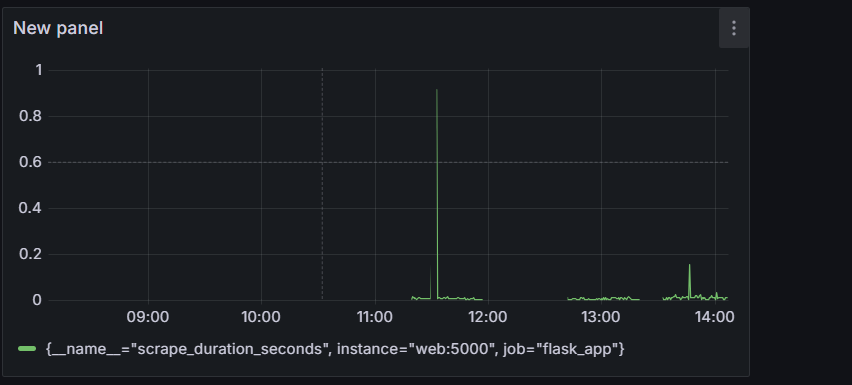 New panel
1
0.8
0.6
0.4
0.2
0
09:00 10:00 11:00 12:00 13:00 14:00
{__name__="scrape_duration_seconds", instance="web:5000", job="flask_app"}